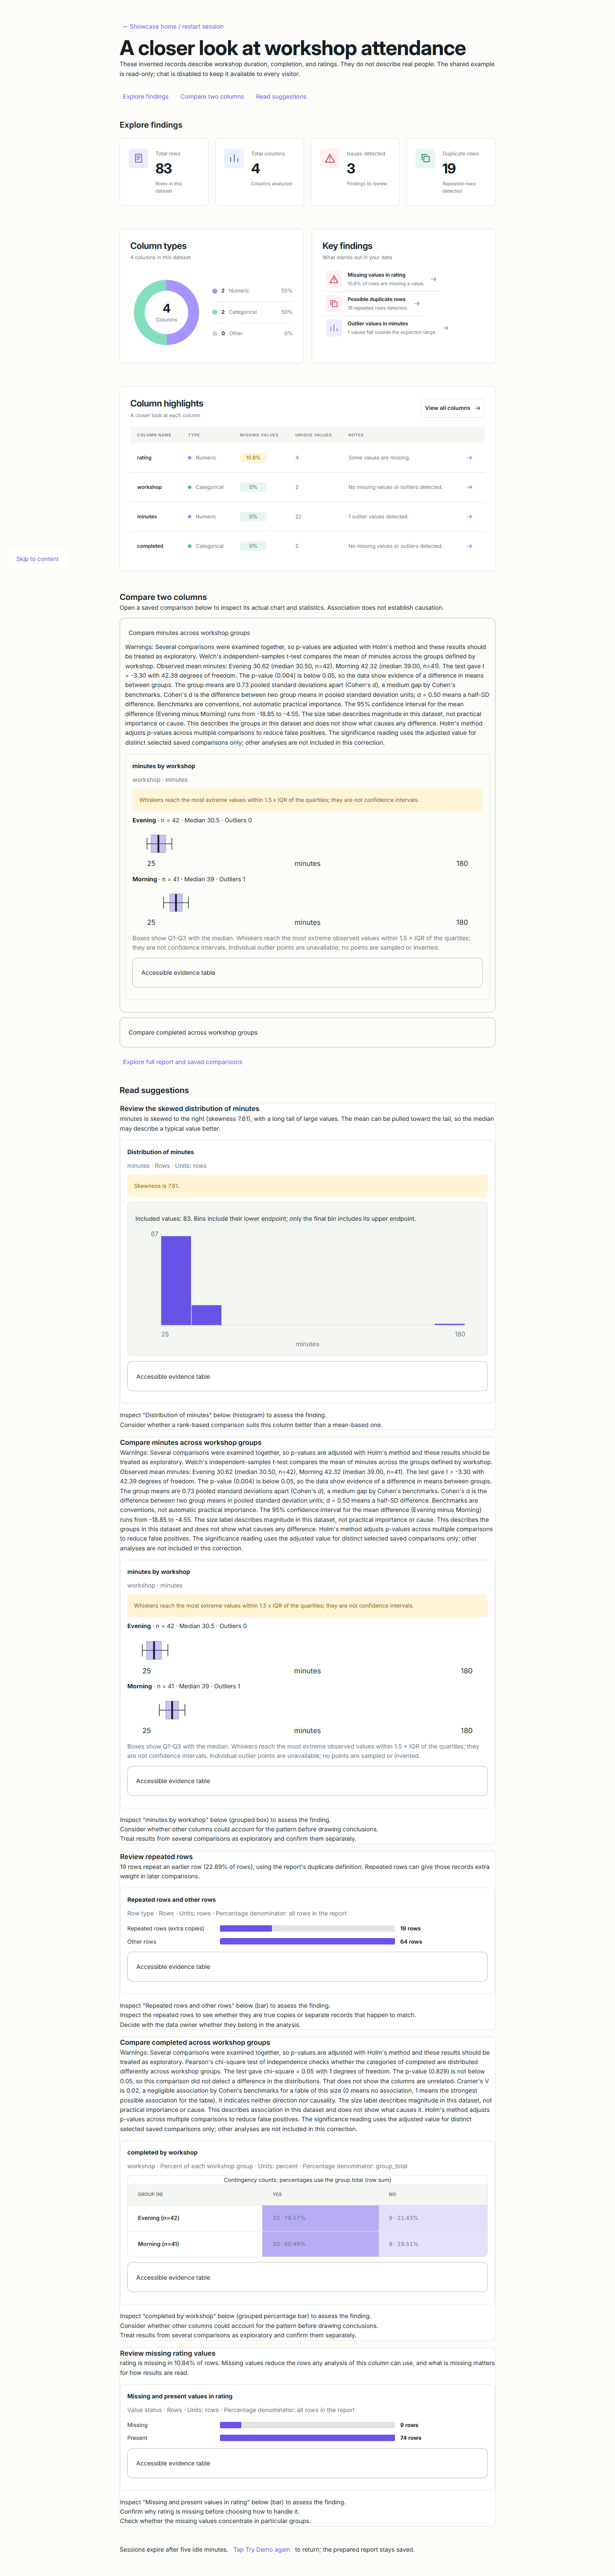 ← Showcase home / restart session
A closer look at workshop attendance
These invented records describe workshop duration, completion, and ratings. They do not describe real people. The shared example
is read-only; chat is disabled to keep it available to every visitor.
Explore findings Compare two columns Read suggestions
Explore findings
Total rows
83
Rows in this
dataset
Total columns
4
Columns analyzed
Issues detected
3
Findings to review
Duplicate rows
19
Repeated rows
detected
Column types
4 columns in this dataset
4
Columns
2 Numeric 50%
2 Categorical 50%
0 Other 0%
Key findings
What stands out in your data
Missing values in rating
10.8% of rows are missing a value.
→
Possible duplicate rows
19 repeated rows detected.
→
Outlier values in minutes
1 values fall outside the expected range.
→
Column highlights
A closer look at each column
View all columns →
COLUMN NAME TYPE MISSING VALUES UNIQUE VALUES NOTES
rating Numeric 10.8% 4 Some values are missing. →
workshop Categorical 0% 2 No missing values or outliers detected. →
minutes Numeric 0% 22 1 outlier values detected. →
completed Categorical 0% 2 No missing values or outliers detected. →
Skip to content
Compare two columns
Open a saved comparison below to inspect its actual chart and statistics. Association does not establish causation.
Compare minutes across workshop groups
Warnings: Several comparisons were examined together, so p-values are adjusted with Holm's method and these results should
be treated as exploratory. Welch's independent-samples t-test compares the mean of minutes across the groups defined by
workshop. Observed mean minutes: Evening 30.62 (median 30.50, n=42), Morning 42.32 (median 39.00, n=41). The test gave t
= -3.30 with 42.39 degrees of freedom. The p-value (0.004) is below 0.05, so the data show evidence of a difference in means
between the groups. The group means are 0.73 pooled standard deviations apart (Cohen's d), a medium gap by Cohen's
benchmarks. Cohen's d is the difference between two group means in pooled standard deviation units; d = 0.50 means a half-SD
difference. Benchmarks are conventions, not automatic practical importance. The 95% confidence interval for the mean
difference (Evening minus Morning) runs from -18.85 to -4.55. The size label describes magnitude in this dataset, not practical
importance or cause. This describes the groups in this dataset and does not show what causes any difference. Holm's method
adjusts p-values across multiple comparisons to reduce false positives. The significance reading uses the adjusted value for
distinct selected saved comparisons only; other analyses are not included in this correction.
minutes by workshop
workshop · minutes
Whiskers reach the most extreme values within 1.5 x IQR of the quartiles; they are not confidence intervals.
Evening · n = 42 · Median 30.5 · Outliers 0
25 minutes 180
Morning · n = 41 · Median 39 · Outliers 1
25 minutes 180
Boxes show Q1–Q3 with the median. Whiskers reach the most extreme observed values within 1.5 × IQR of the quartiles;
they are not confidence intervals. Individual outlier points are unavailable; no points are sampled or invented.
Accessible evidence table
Compare completed across workshop groups
Explore full report and saved comparisons
Read suggestions
Review the skewed distribution of minutes
minutes is skewed to the right (skewness 7.61), with a long tail of large values. The mean can be pulled toward the tail, so the median
may describe a typical value better.
Distribution of minutes
minutes · Rows · Units: rows
Skewness is 7.61.
Included values: 83. Bins include their lower endpoint; only the final bin includes its upper endpoint.
67
25 180
minutes
Accessible evidence table
Inspect "Distribution of minutes" below (histogram) to assess the finding.
Consider whether a rank-based comparison suits this column better than a mean-based one.
Compare minutes across workshop groups
Warnings: Several comparisons were examined together, so p-values are adjusted with Holm's method and these results should be
treated as exploratory. Welch's independent-samples t-test compares the mean of minutes across the groups defined by workshop.
Observed mean minutes: Evening 30.62 (median 30.50, n=42), Morning 42.32 (median 39.00, n=41). The test gave t = -3.30 with
42.39 degrees of freedom. The p-value (0.004) is below 0.05, so the data show evidence of a difference in means between groups.
The group means are 0.73 pooled standard deviations apart (Cohen's d), a medium gap by Cohen's benchmarks. Cohen's d is the
difference between two group means in pooled standard deviation units; d = 0.50 means a half-SD difference. Benchmarks are
conventions, not automatic practical importance. The 95% confidence interval for the mean difference (Evening minus Morning)
runs from -18.85 to -4.55. The size label describes magnitude in this dataset, not practical importance or cause. This describes the
groups in this dataset and does not show what causes any difference. Holm's method adjusts p-values across multiple comparisons
to reduce false positives. The significance reading uses the adjusted value for distinct selected saved comparisons only; other
analyses are not included in this correction.
minutes by workshop
workshop · minutes
Whiskers reach the most extreme values within 1.5 x IQR of the quartiles; they are not confidence intervals.
Evening · n = 42 · Median 30.5 · Outliers 0
25 minutes 180
Morning · n = 41 · Median 39 · Outliers 1
25 minutes 180
Boxes show Q1–Q3 with the median. Whiskers reach the most extreme observed values within 1.5 × IQR of the quartiles; they
are not confidence intervals. Individual outlier points are unavailable; no points are sampled or invented.
Accessible evidence table
Inspect "minutes by workshop" below (grouped box) to assess the finding.
Consider whether other columns could account for the pattern before drawing conclusions.
Treat results from several comparisons as exploratory and confirm them separately.
Review repeated rows
19 rows repeat an earlier row (22.89% of rows), using the report's duplicate definition. Repeated rows can give those records extra
weight in later comparisons.
Repeated rows and other rows
Row type · Rows · Units: rows · Percentage denominator: all rows in the report
Repeated rows (extra copies) 19 rows
Other rows 64 rows
Accessible evidence table
Inspect "Repeated rows and other rows" below (bar) to assess the finding.
Inspect the repeated rows to see whether they are true copies or separate records that happen to match.
Decide with the data owner whether they belong in the analysis.
Compare completed across workshop groups
Warnings: Several comparisons were examined together, so p-values are adjusted with Holm's method and these results should be
treated as exploratory. Pearson's chi-square test of independence checks whether the categories of completed are distributed
differently across workshop groups. The test gave chi-square = 0.05 with 1 degrees of freedom. The p-value (0.829) is not below
0.05, so this comparison did not detect a difference in the distributions. That does not show the columns are unrelated. Cramer's V
is 0.02, a negligible association by Cohen's benchmarks for a table of this size (0 means no association, 1 means the strongest
possible association for the table). It indicates neither direction nor causality. The size label describes magnitude in this dataset, not
practical importance or cause. This describes association in this dataset and does not show what causes it. Holm's method adjusts
p-values across multiple comparisons to reduce false positives. The significance reading uses the adjusted value for distinct
selected saved comparisons only; other analyses are not included in this correction.
completed by workshop
workshop · Percent of each workshop group · Units: percent · Percentage denominator: group_total
Contingency counts; percentages use the group total (row sum)
GROUP (N) YES NO
Evening (n=42) 33 · 78.57% 9 · 21.43%
Morning (n=41) 33 · 80.49% 8 · 19.51%
Accessible evidence table
Inspect "completed by workshop" below (grouped percentage bar) to assess the finding.
Consider whether other columns could account for the pattern before drawing conclusions.
Treat results from several comparisons as exploratory and confirm them separately.
Review missing rating values
rating is missing in 10.84% of rows. Missing values reduce the rows any analysis of this column can use, and what is missing matters
for how results are read.
Missing and present values in rating
Value status · Rows · Units: rows · Percentage denominator: all rows in the report
Missing 9 rows
Present 74 rows
Accessible evidence table
Inspect "Missing and present values in rating" below (bar) to assess the finding.
Confirm why rating is missing before choosing how to handle it.
Check whether the missing values concentrate in particular groups.
Sessions expire after five idle minutes. Tap Try Demo again to return; the prepared report stays saved.